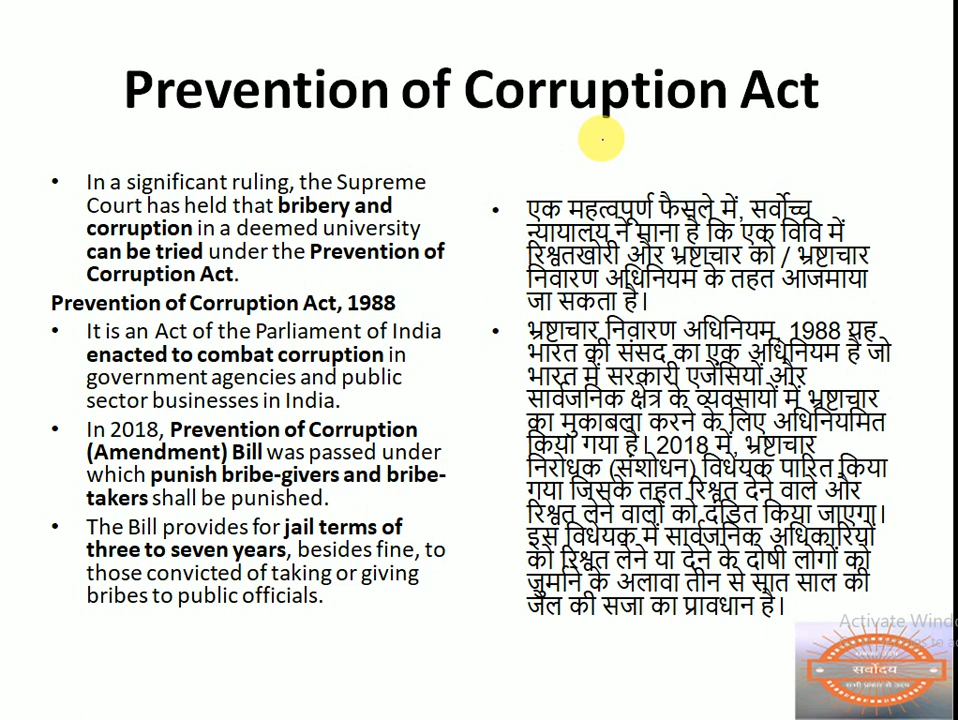 Prevention of Corruption Act
• In a significant ruling, the Supreme
Court has held that bribery and
corruption in a deemed university
can be tried under the Prevention of
Corruption Act.
Prevention of Corruption Act, 1988
• It is an Act of the Parliament of India
enacted to combat corruption in
government agencies and public
sector businesses in India.
• In 2018, Prevention of Corruption
(Amendment) Bill was passed under
which punish bribe-givers and bribe-
takers shall be punished.
• The Bill provides for jail terms of
three to seven years, besides fine, to
those convicted of taking or giving
bribes to public officials.
• एक महत्वपूर्ण फैसले में, सर्वोच्च
न्यायालय ने माना है कि एक विवि में
रिश्वतखोरी और भ्रष्टाचार को / भ्रष्टाचार
निवारण अधिनियम के तहत आजमाया
जा सकता है।
• भ्रष्टाचार निवारण अधिनियम, 1988 यह
भारत की संसद का एक अधिनियम है जो
भारत में सरकारी एजेंसियों और
सार्वजनिक क्षेत्र के व्यवसायों में भ्रष्टाचार
का मुकाबला करने के लिए अधिनियमित
किया गया है। 2018 में, भ्रष्टाचार
निरोधक (संशोधन) विधेयक पारित किया
गया जिसके तहत रिश्वत देने वाले और
रिश्वत लेने वालों को दंडित किया जाएगा।
इस विधेयक में सार्वजनिक अधिकारियों
को रिश्वत लेने या देने के दोषी लोगों को
जुर्माने के अलावा तीन से सात साल की
जेल की सजा का प्रावधान है।
Activate Windo
सर्वोदय